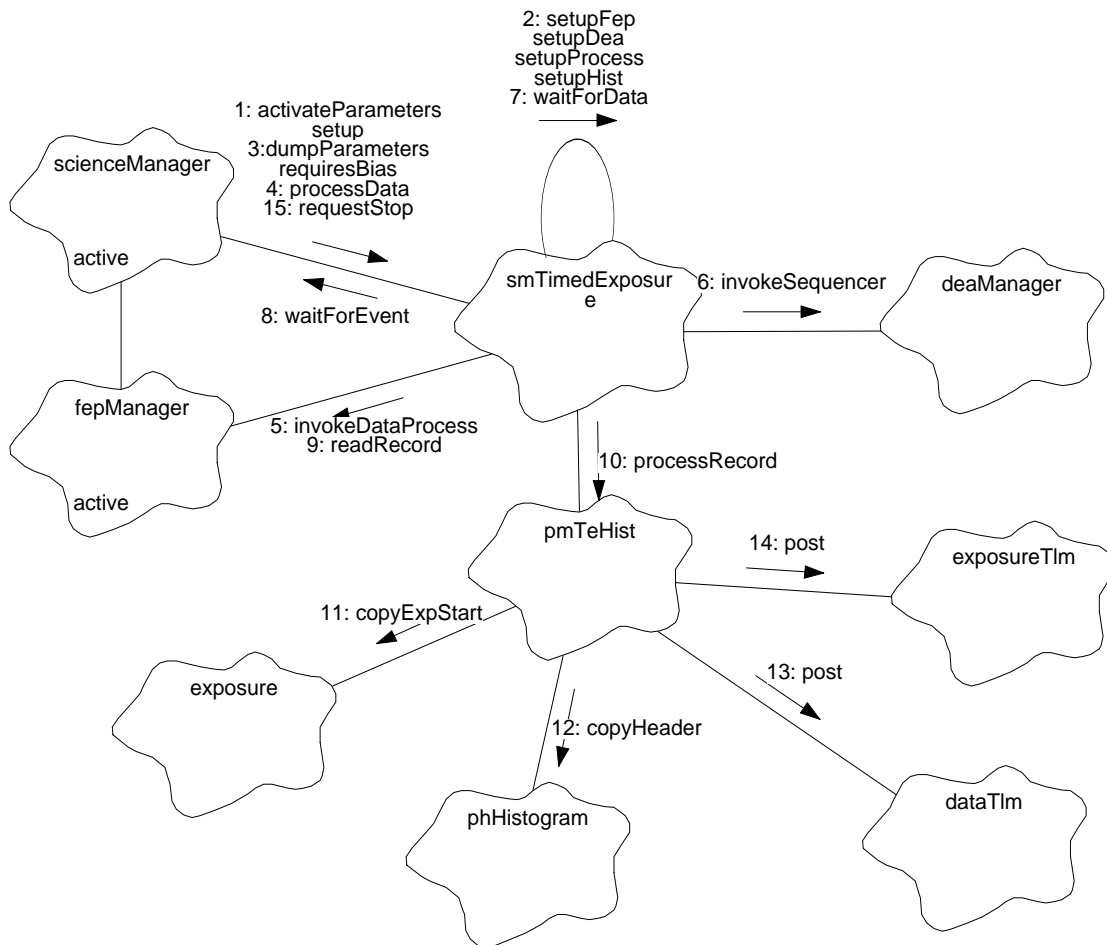 2: setupFep
setupDea
setupProcess
setupHist
7: waitForData
1: activateParameters
setup
3:dumpParameters
requiresBias
4: processData
15: requestStop
scienceManager
active
8: waitForEvent
smTimedExposur
e
6: invokeSequencer
deaManager
fepManager
active
5: invokeDataProcess
9: readRecord
10: processRecord
pmTeHist
14: post
exposureTlm
11: copyExpStart
exposure
13: post
12: copyHeader
phHistogram
dataTlm